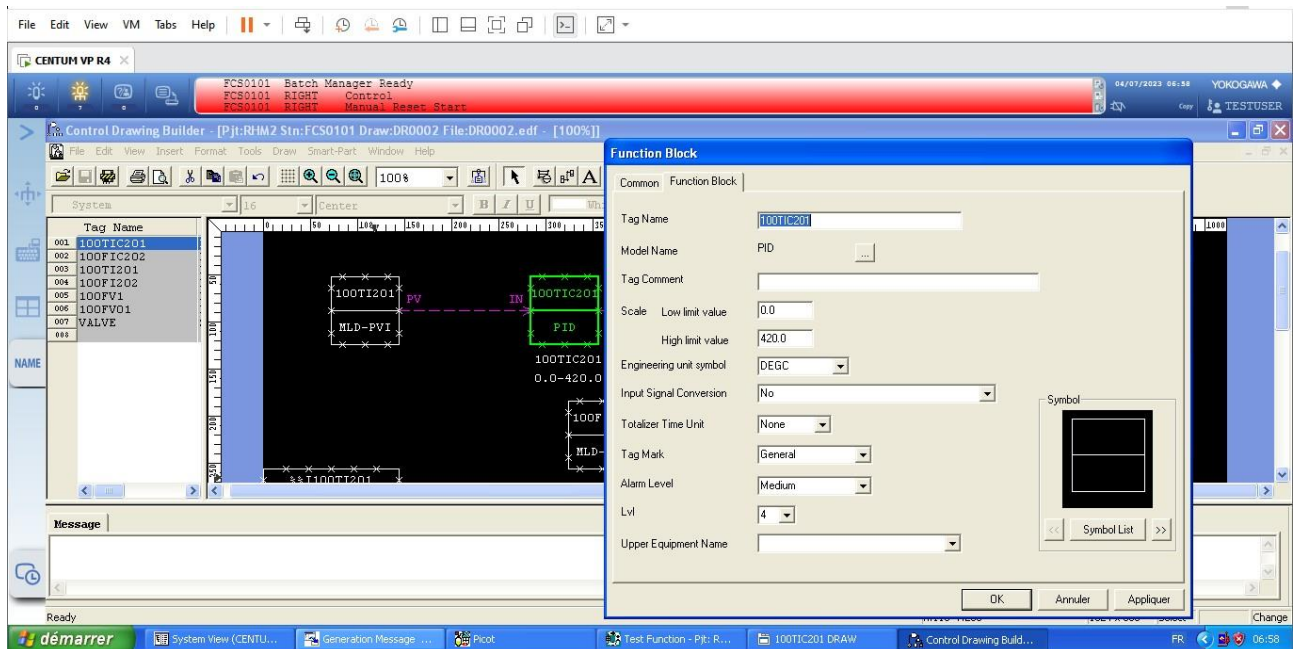 File Edit View VM Tabs Help
CENTUM VP R4
FCS0101 Batch Manager Ready
FCS0101 RIGHT Control
FCS0101 RIGHT Manual Reset Start
04/07/2023 06:58
YOKOGAWA
Copy
TESTUSER
Control Drawing Builder - [Pjt:RHM2 Stn:FCS0101 Draw:DR0002 File:DR0002.edf - [100%]]
File Edit View Insert Format Tools Draw Smart-Part Window Help
100%
System 16 Center B I U
Tag Name
001 100TIC201
002 100FIC202
003 100TI201
004 100FI202
005 100FV1
006 100FVO1
007 VALVE
008
NAME
100TI201
PV
IN
100TIC201
MLD-PVI
PID
100TIC201
0.0-420.0
100F
MLD-
%%I100TT201
Function Block
Common Function Block
Tag Name 100TIC201
Model Name PID ...
Tag Comment
Scale Low limit value 0.0
High limit value 420.0
Engineering unit symbol DEGC
Input Signal Conversion No
Totalizer Time Unit None
Tag Mark General
Alarm Level Medium
Lvl 4
Upper Equipment Name
Symbol
<< Symbol List >>
OK Annuler Appliquer
Message
Ready
Change
démarrer System View (CENTU... Generation Message ... Picot Test Function - Pjt: R... 100TIC201 DRAW Control Drawing Build... FR 06:58